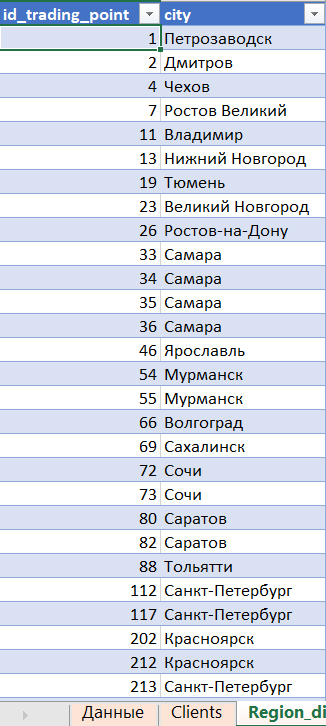 id_trading_point city
1 Петрозаводск
2 Дмитров
4 Чехов
7 Ростов Великий
11 Владимир
13 Нижний Новгород
19 Тюмень
23 Великий Новгород
26 Ростов-на-Дону
33 Самара
34 Самара
35 Самара
36 Самара
46 Ярославль
54 Мурманск
55 Мурманск
66 Волгоград
69 Сахалинск
72 Сочи
73 Сочи
80 Саратов
82 Саратов
88 Тольятти
112 Санкт-Петербург
117 Санкт-Петербург
202 Красноярск
212 Красноярск
213 Санкт-Петербург
Данные Clients Region_di